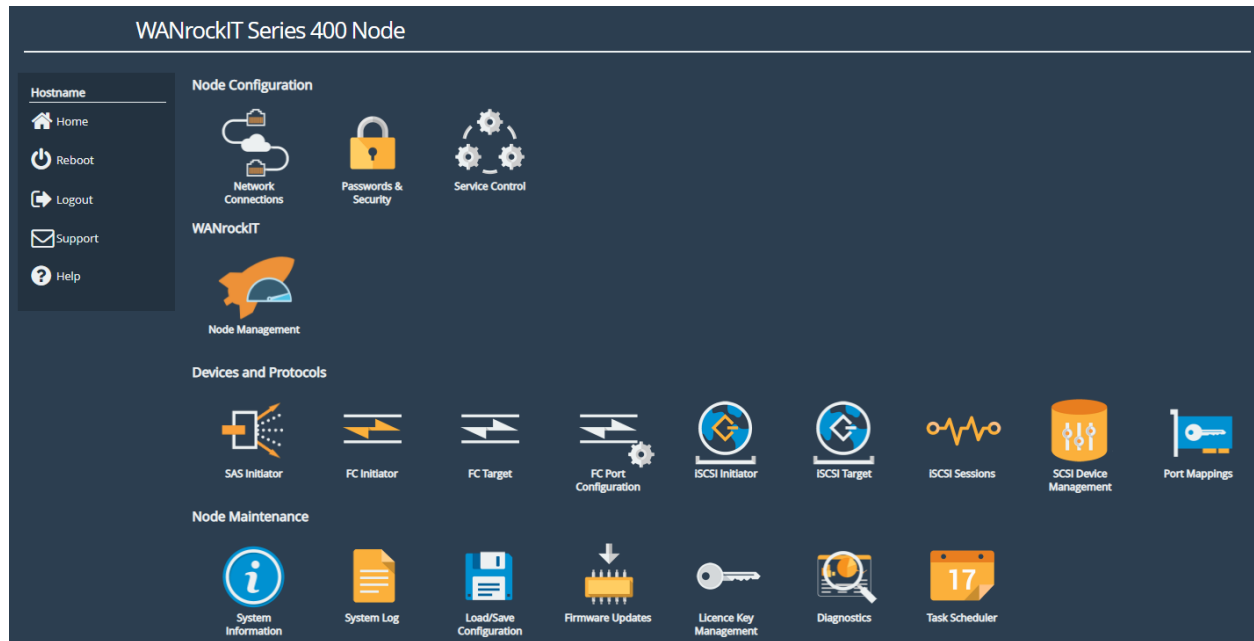 WANrockIT Series 400 Node
Hostname
Home
Reboot
Logout
Support
Help
Node Configuration
Network
Connections
Passwords &
Security
Service Control
WANrockIT
Node Management
Devices and Protocols
SAS Initiator
FC Initiator
FC Target
FC Port
Configuration
iSCSI Initiator
iSCSI Target
iSCSI Sessions
SCSI Device
Management
Port Mappings
Node Maintenance
System
Information
System Log
Load/Save
Configuration
Firmware Updates
Licence Key
Management
Diagnostics
17
Task Scheduler